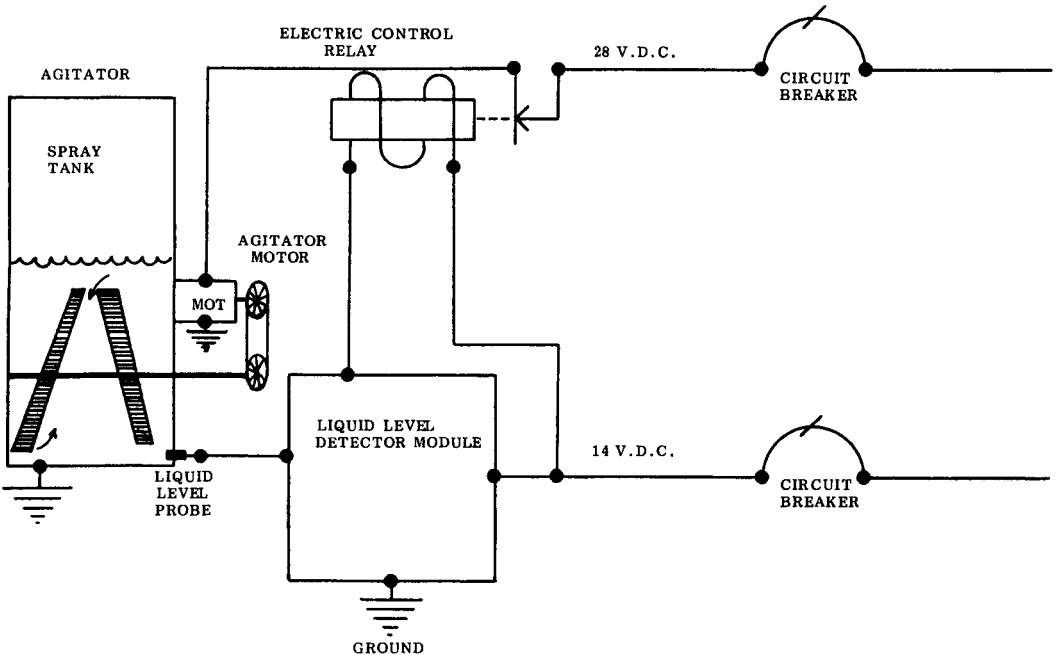 ELECTRIC CONTROL
RELAY
28 V.D.C.
CIRCUIT
BREAKER
AGITATOR
SPRAY
TANK
AGITATOR
MOTOR
MOT
LIQUID LEVEL
DETECTOR MODULE
14 V.D.C.
CIRCUIT
BREAKER
LIQUID
LEVEL
PROBE
GROUND